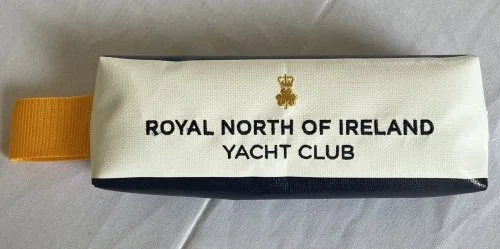 ROYAL NORTH OF IRELAND
YACHT CLUB